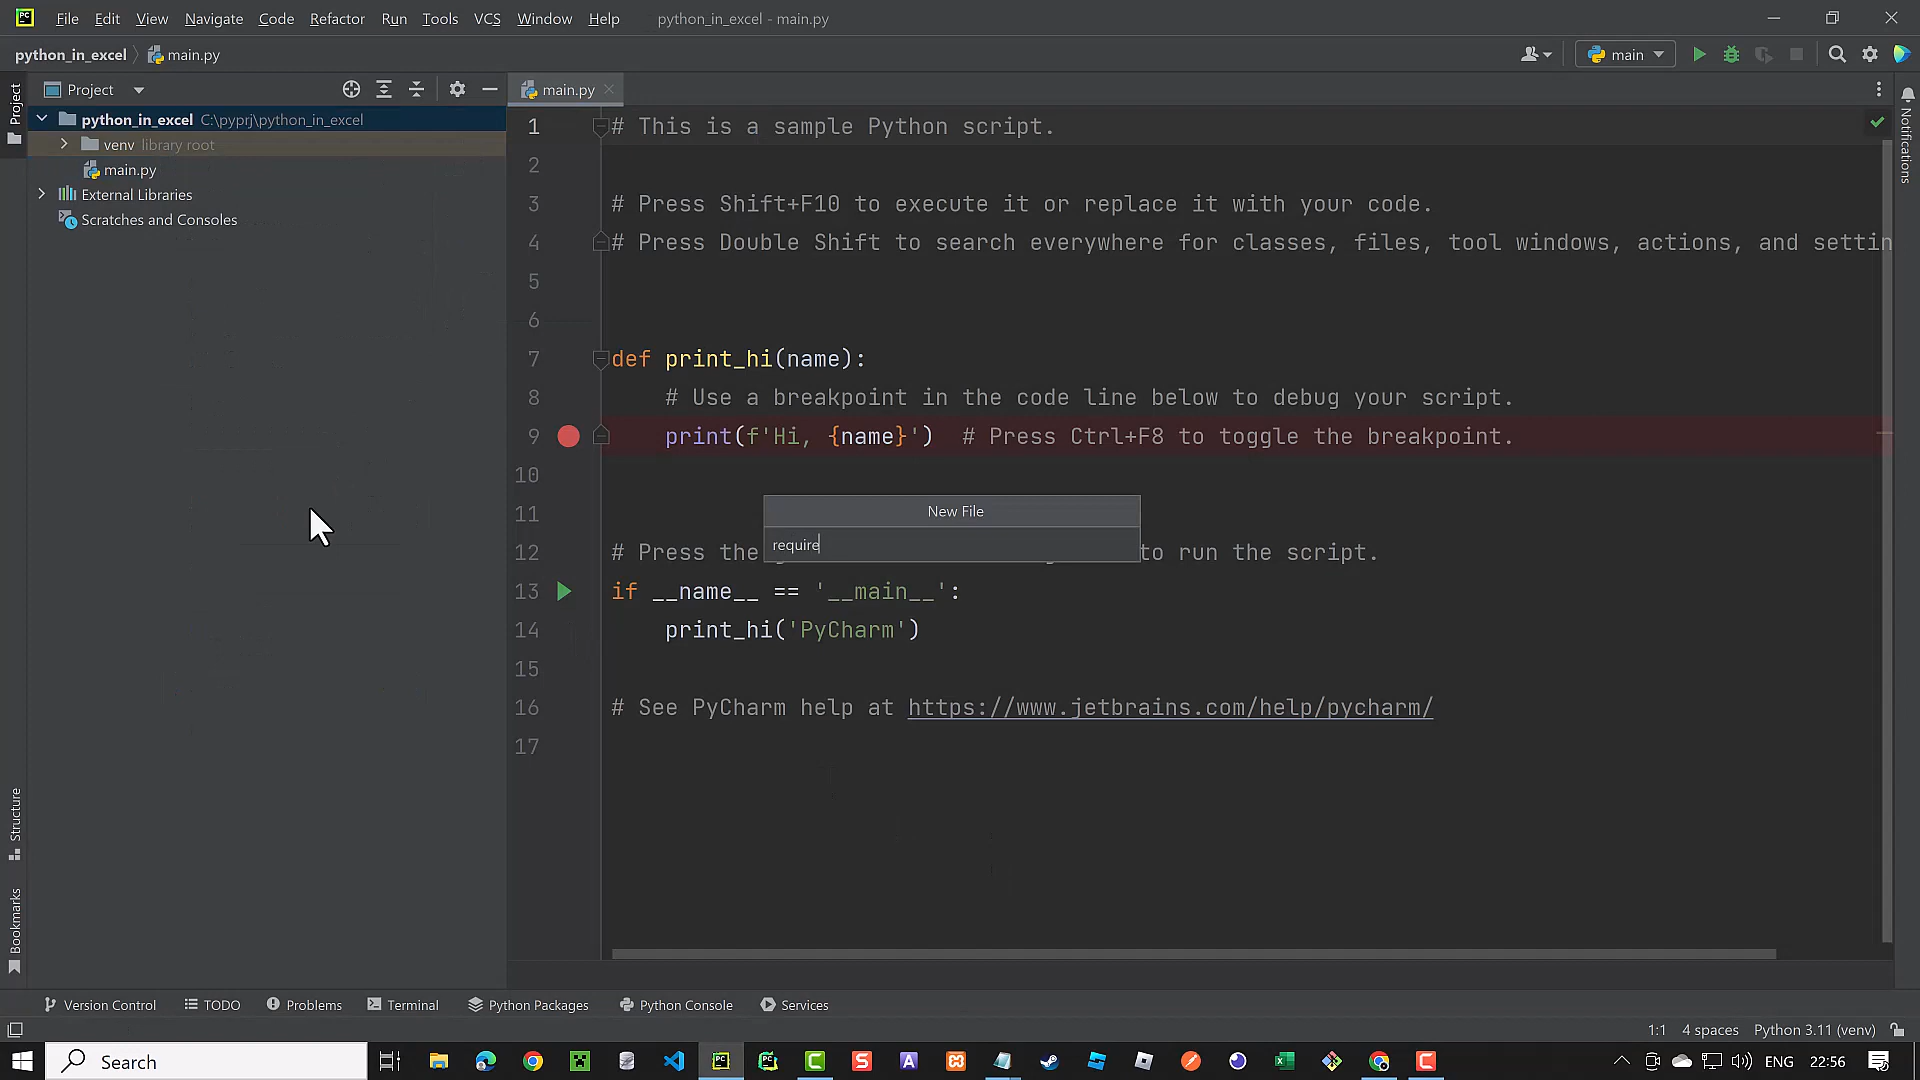 File Edit View Navigate Code Refactor Run Tools VCS Window Help python_in_excel - main.py
python_in_excel main.py main
Project main.py
Project
Notifications
python_in_excel C:\pyprj\python_in_excel
venv library root
main.py
External Libraries
Scratches and Consoles
1 # This is a sample Python script.
2
3 # Press Shift+F10 to execute it or replace it with your code.
4 # Press Double Shift to search everywhere for classes, files, tool windows, actions, and settin
5
6
7 def print_hi(name):
8 # Use a breakpoint in the code line below to debug your script.
9 print(f'Hi, {name}') # Press Ctrl+F8 to toggle the breakpoint.
10
11
New File
require
12 # Press the to run the script.
13 if __name__ == '__main__':
14 print_hi('PyCharm')
15
16 # See PyCharm help at https://www.jetbrains.com/help/pycharm/
17
Structure
Bookmarks
Version Control TODO Problems Terminal Python Packages Python Console Services
1:1 4 spaces Python 3.11 (venv)
Search ENG 22:56